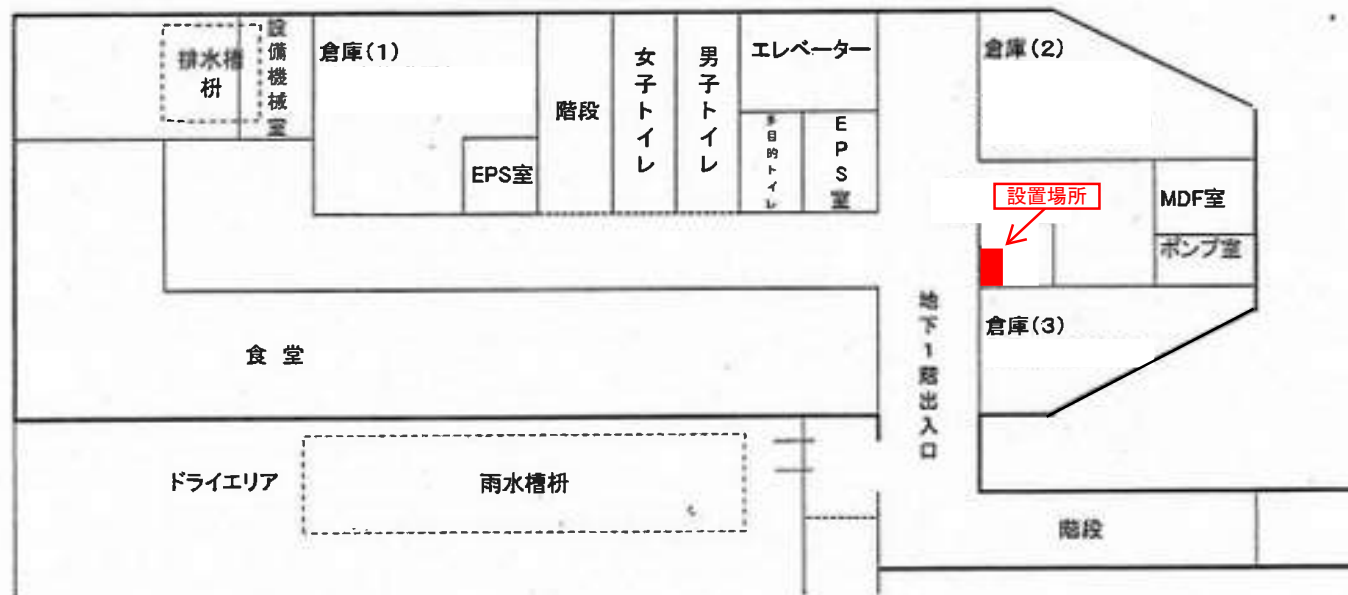 排水槽
枡
設備機械室
倉庫(1)
EPS室
階段
女子トイレ
男子トイレ
エレベーター
多目的トイレ
EPS室
倉庫(2)
設置場所
MDF室
ポンプ室
地下1階出入口
倉庫(3)
食堂
ドライエリア
雨水槽枡
階段